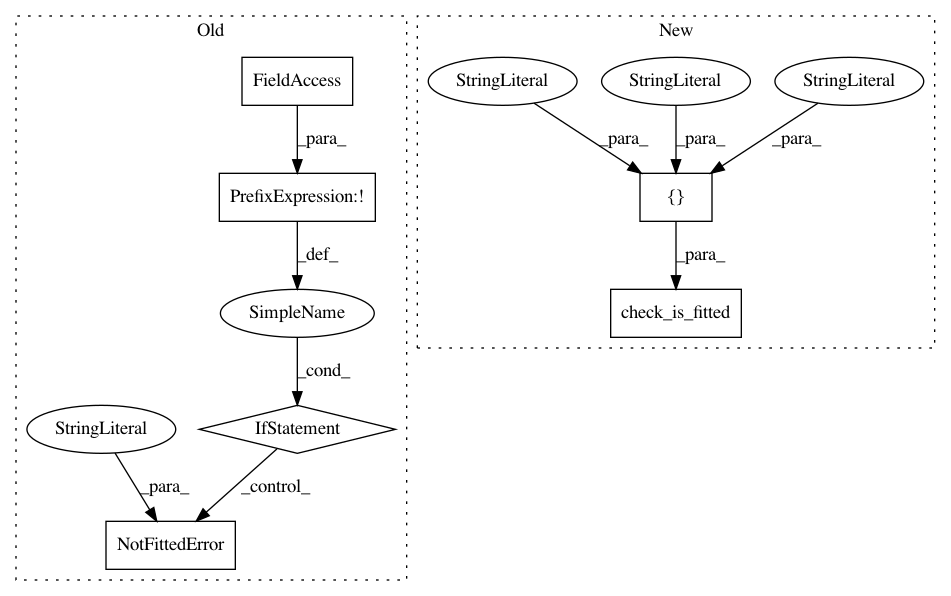 Old
New
FieldAccess
StringLiteral
StringLiteral
StringLiteral
_para_
_para_
_para_
_para_
PrefixExpression:!
{}
_def_
_para_
SimpleName
check_is_fitted
_cond_
StringLiteral
IfStatement
_para_
_control_
NotFittedError